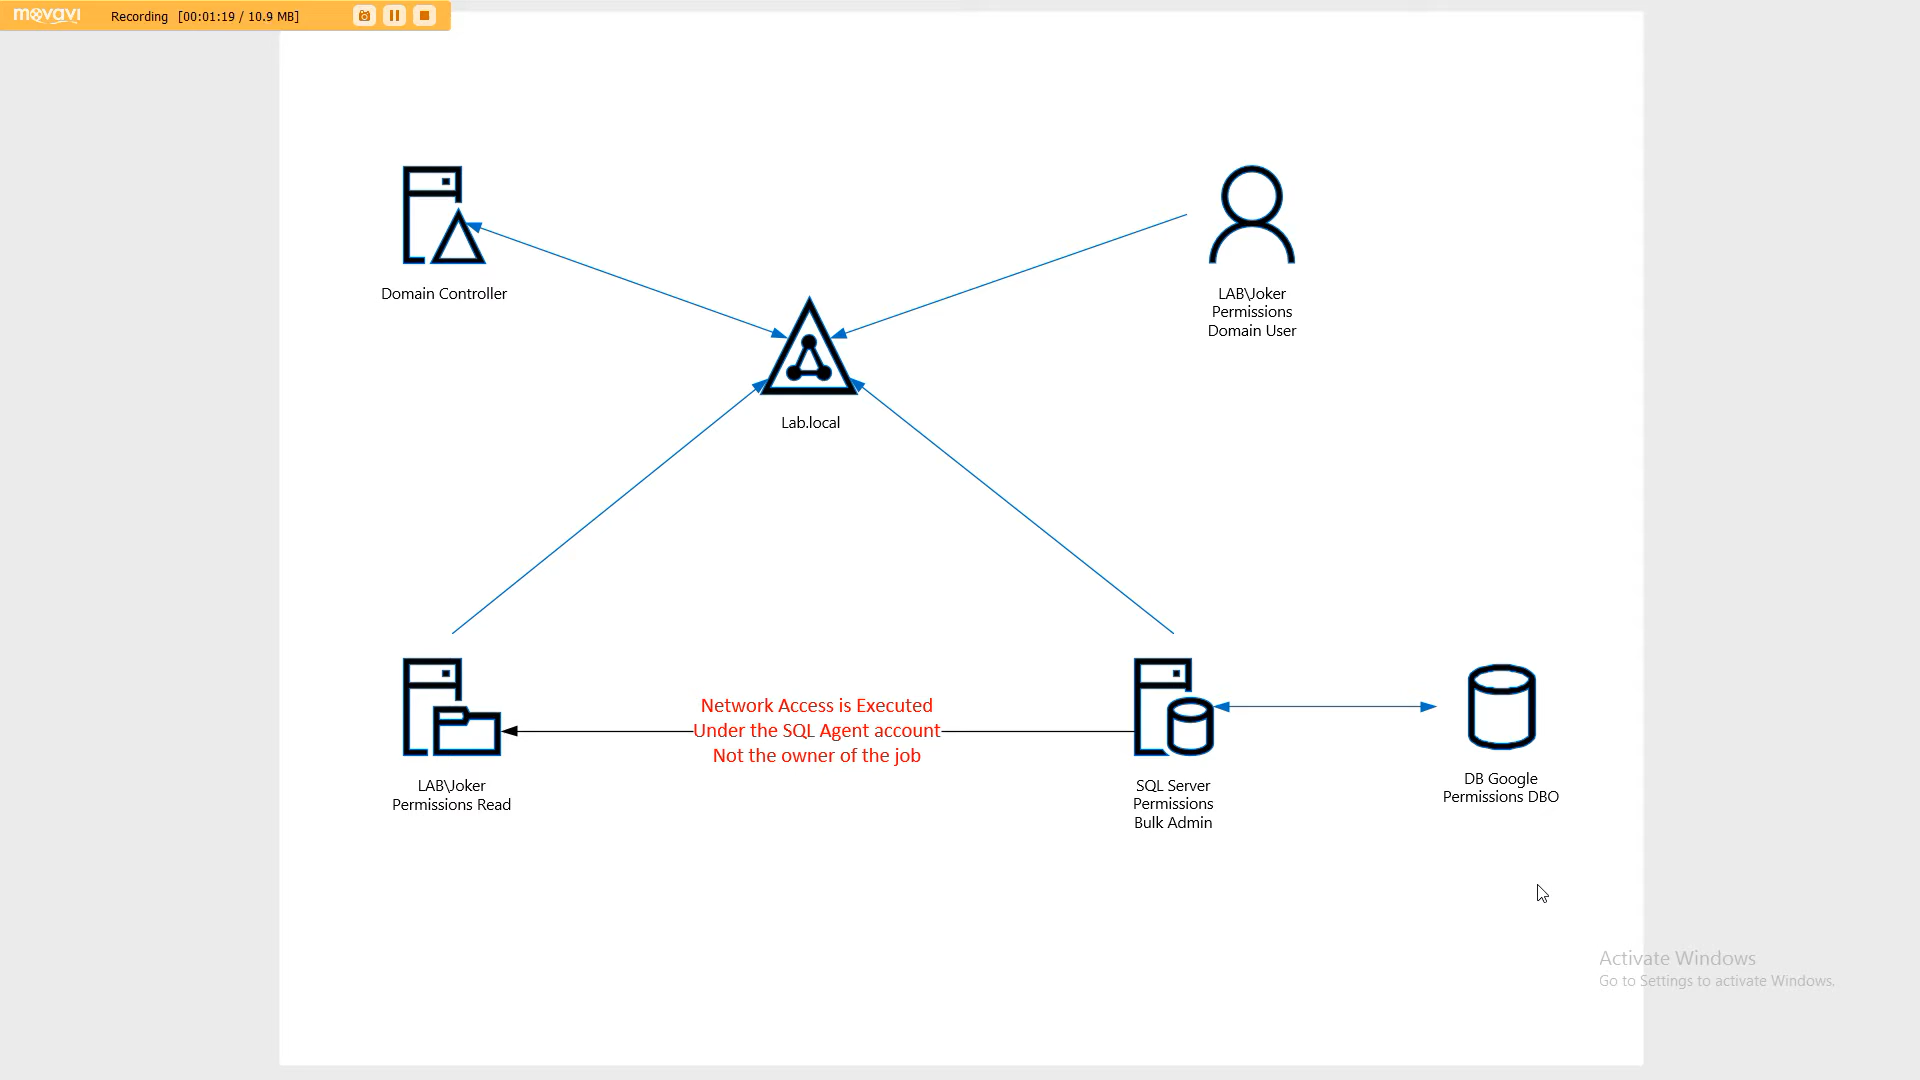 movavi
Recording [00:01:19 / 10.9 MB]
Domain Controller
LAB\Joker
Permissions
Domain User
Lab.local
Network Access is Executed
Under the SQL Agent account
Not the owner of the job
LAB\Joker
Permissions Read
SQL Server
Permissions
Bulk Admin
DB Google
Permissions DBO
Activate Windows
Go to Settings to activate Windows.